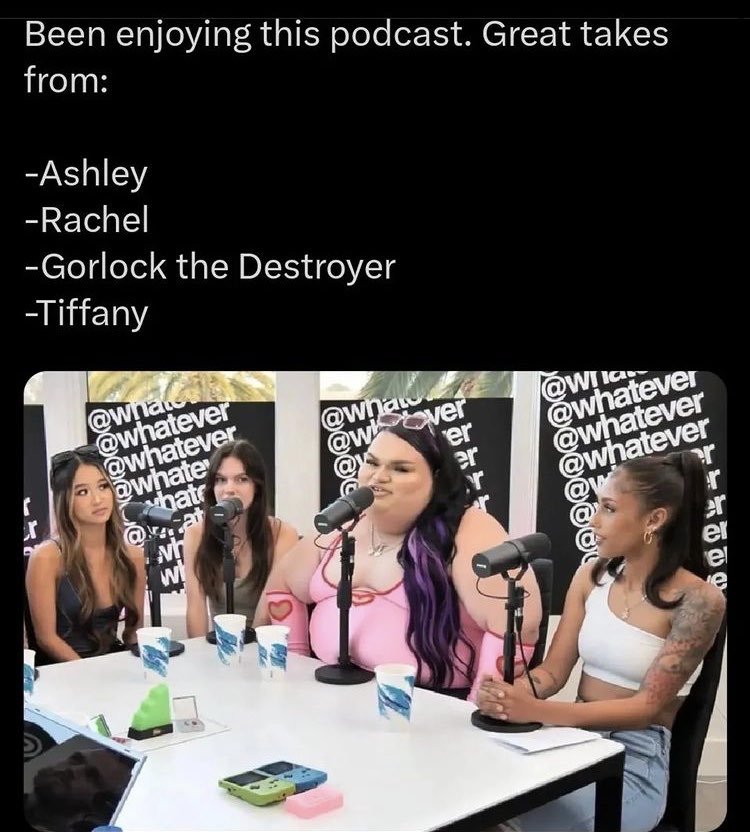 Been enjoying this podcast. Great takes
from:
-Ashley
-Rachel
-Gorlock the Destroyer
-Tiffany
@whatever
@whatever
@whatever
@whatever
@whatever
@whatever